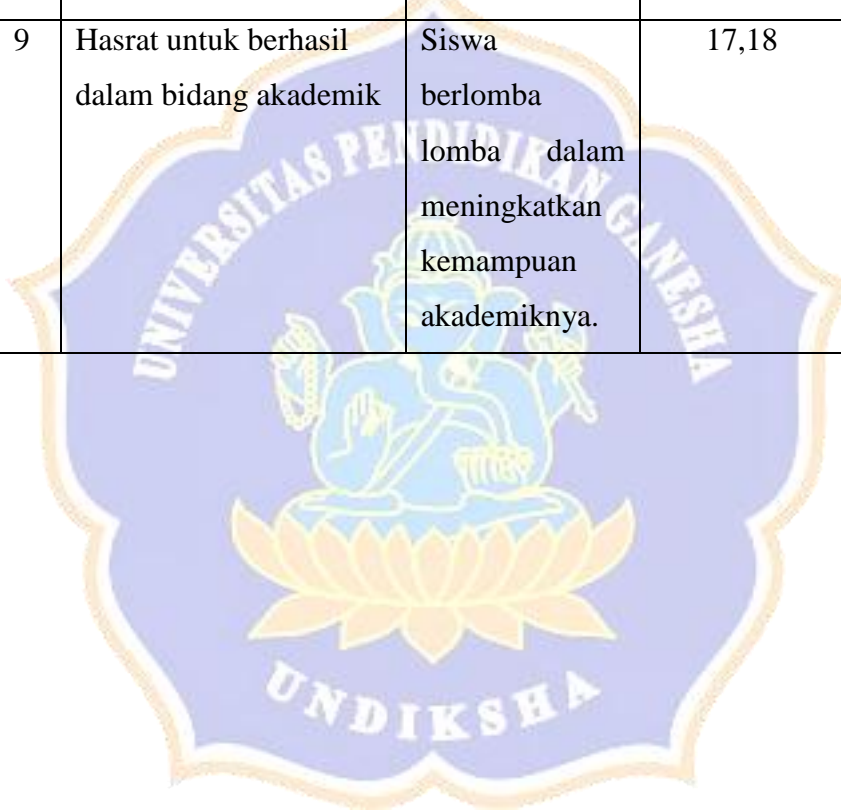 9 Hasrat untuk berhasil Siswa 17,18
dalam bidang akademik berlomba
lomba dalam
meningkatkan
kemampuan
akademiknya.
UNIVERSITAS PENDIDIKAN GANESHA
UNDIKSHA